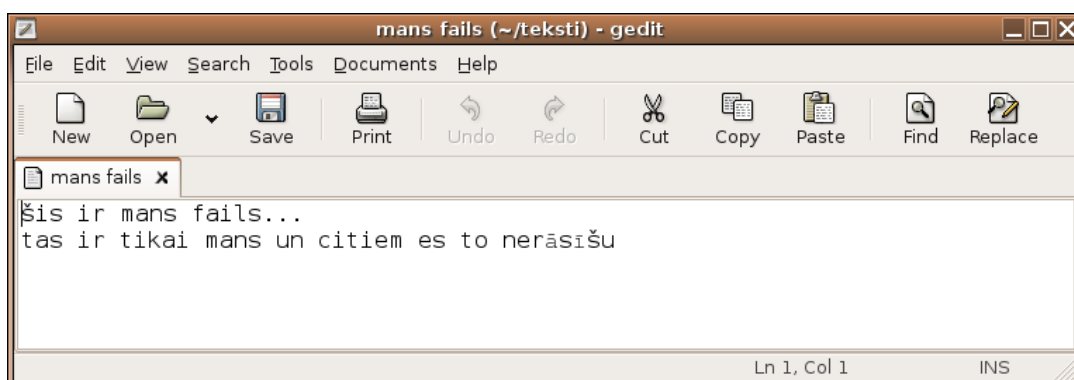 mans fails (~/teksti) - gedit
File Edit View Search Tools Documents Help
New Open Save Print Undo Redo Cut Copy Paste Find Replace
mans fails
šis ir mans fails...
tas ir tikai mans un citiem es to nerāsīšu
Ln 1, Col 1 INS